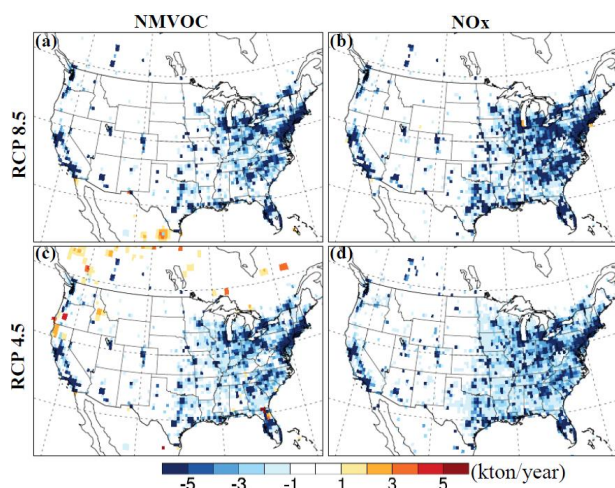 NMVOC NOx
(a) (b)
RCP 8.5
(c) (d)
RCP 4.5
-5 -3 -1 1 3 5 (kton/year)